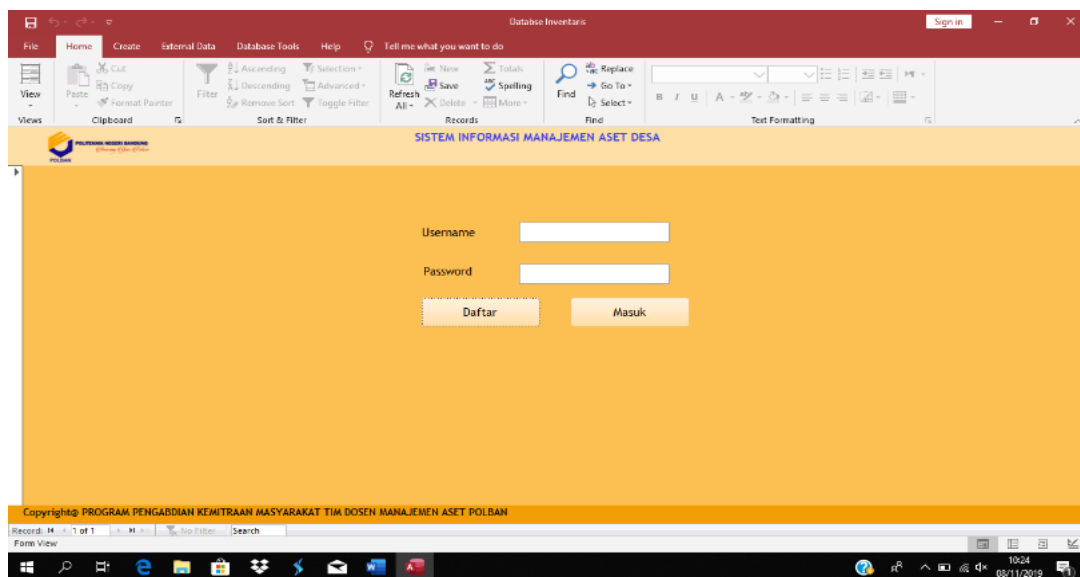 Databse Inventaris
Sign in
File Home Create External Data Database Tools Help Tell me what you want to do
View
Views
Paste
Cut
Copy
Format Painter
Clipboard
Filter
Ascending
Descending
Remove Sort
Selection
Advanced
Toggle Filter
Sort & Filter
Refresh All
New
Save
Delete
Totals
Spelling
More
Records
Find
Replace
Go To
Select
Find
B I U A
Text Formatting
POLBAN
POLITEKNIK NEGERI BANDUNG
SISTEM INFORMASI MANAJEMEN ASET DESA
Username
Password
Daftar Masuk
Copyright@ PROGRAM PENGABDIAN KEMITRAAN MASYARAKAT TIM DOSEN MANAJEMEN ASET POLBAN
Record: 1 of 1 No Filter Search
Form View
10:24
08/11/2019